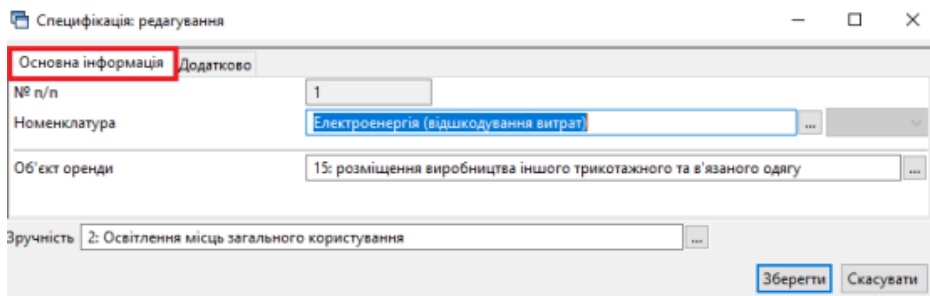 Специфікація: редагування
Основна інформація Додатково
№ п/п 1
Номенклатура Електроенергія (відшкодування витрат) ...
Об'єкт оренди 15: розміщення виробництва іншого трикотажного та в'язаного одягу ...
Зручність 2: Освітлення місць загального користування ...
Зберегти Скасувати